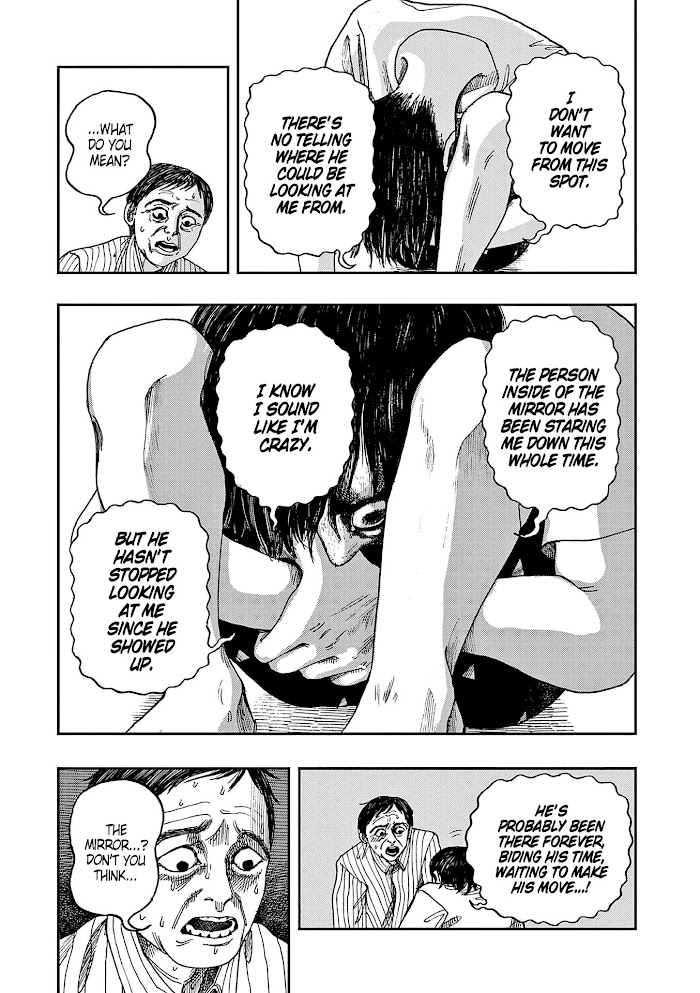 I
DON'T
WANT
TO MOVE
FROM THIS
SPOT.
THERE'S
NO TELLING
WHERE HE
COULD BE
LOOKING AT
ME FROM.
...WHAT
DO YOU
MEAN?
THE PERSON
INSIDE OF THE
MIRROR HAS
BEEN STARING
ME DOWN THIS
WHOLE TIME.
I KNOW
I SOUND
LIKE I'M
CRAZY.
BUT HE
HASN'T
STOPPED
LOOKING
AT ME
SINCE HE
SHOWED
UP.
HE'S
PROBABLY BEEN
THERE FOREVER,
BIDING HIS TIME,
WAITING TO MAKE
HIS MOVE...!
THE
MIRROR...?
DON'T YOU
THINK...